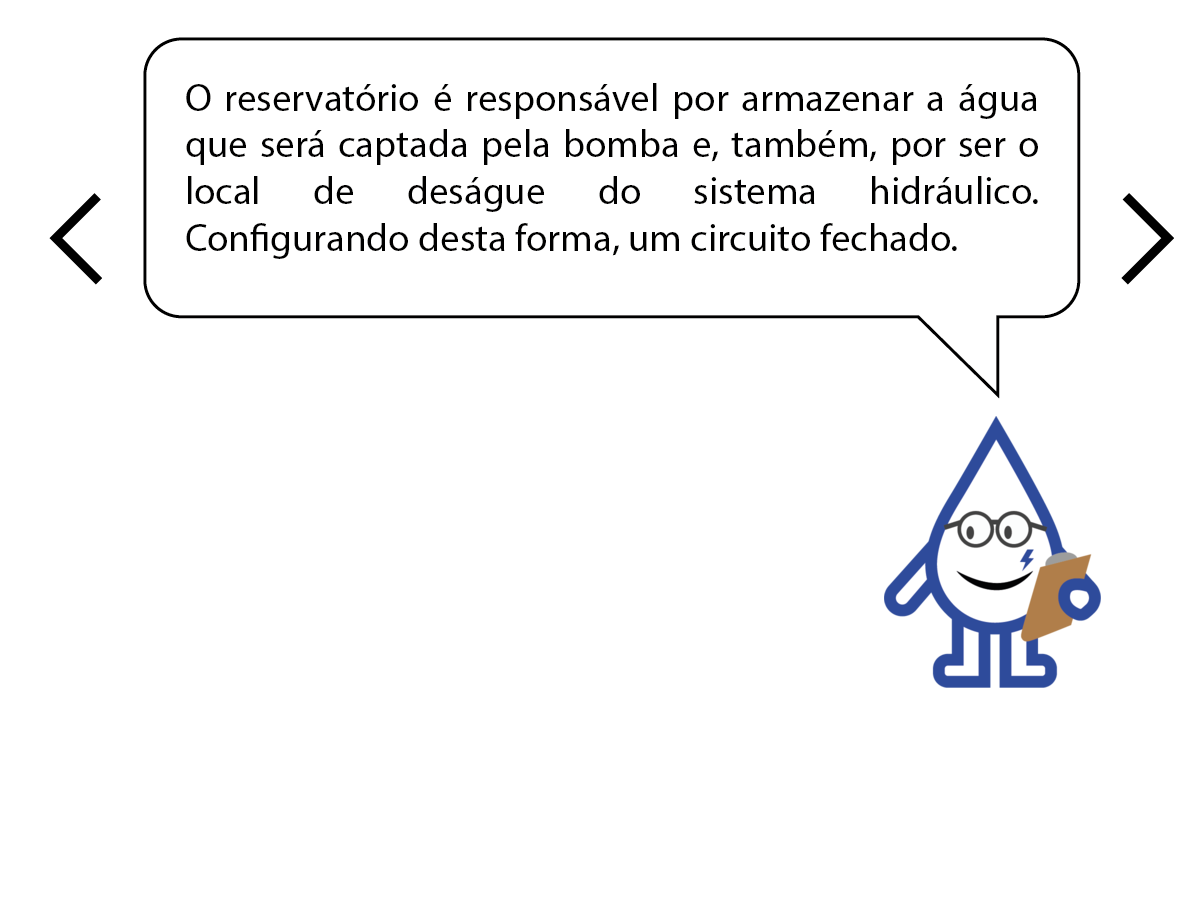 O reservatório é responsável por armazenar a água
que será captada pela bomba e, também, por ser o
local de deságue do sistema hidráulico.
Configurando desta forma, um circuito fechado.